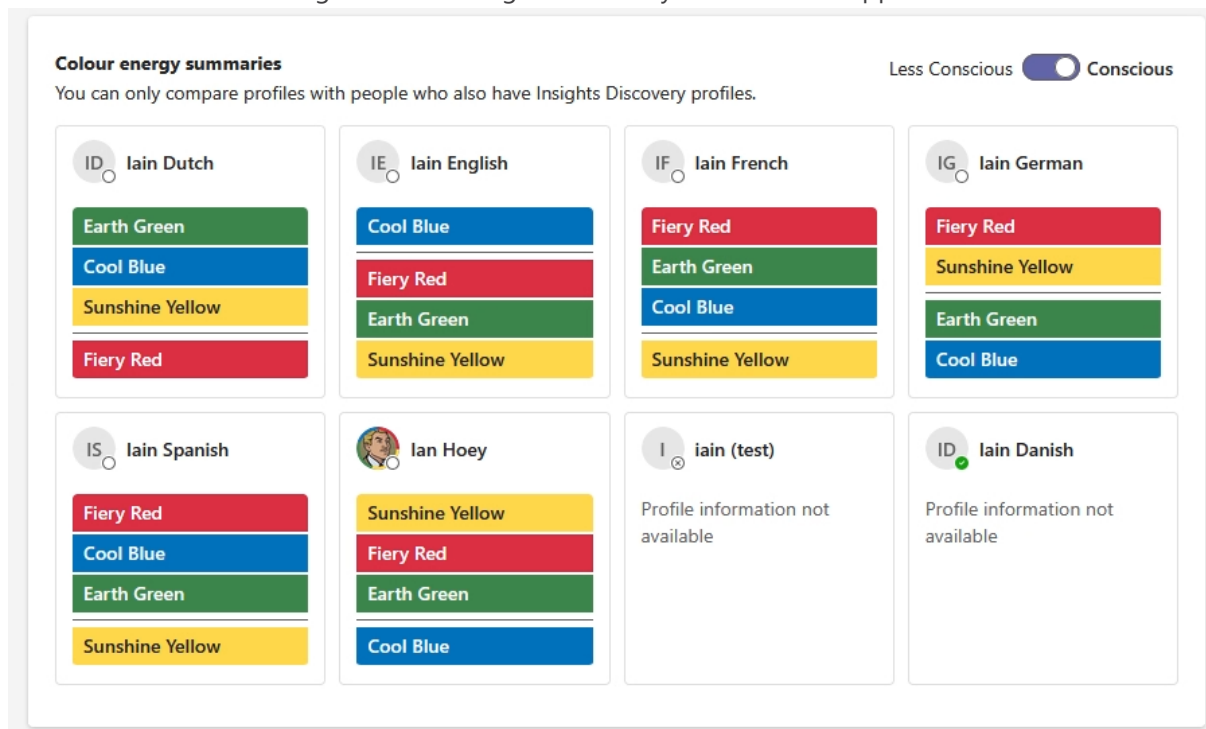 Colour energy summaries
Less Conscious Conscious
You can only compare profiles with people who also have Insights Discovery profiles.
ID Iain Dutch
Earth Green
Cool Blue
Sunshine Yellow
Fiery Red
IE Iain English
Cool Blue
Fiery Red
Earth Green
Sunshine Yellow
IF Iain French
Fiery Red
Earth Green
Cool Blue
Sunshine Yellow
IG Iain German
Fiery Red
Sunshine Yellow
Earth Green
Cool Blue
IS Iain Spanish
Fiery Red
Cool Blue
Earth Green
Sunshine Yellow
Ian Hoey
Sunshine Yellow
Fiery Red
Earth Green
Cool Blue
I iain (test)
Profile information not
available
ID Iain Danish
Profile information not
available